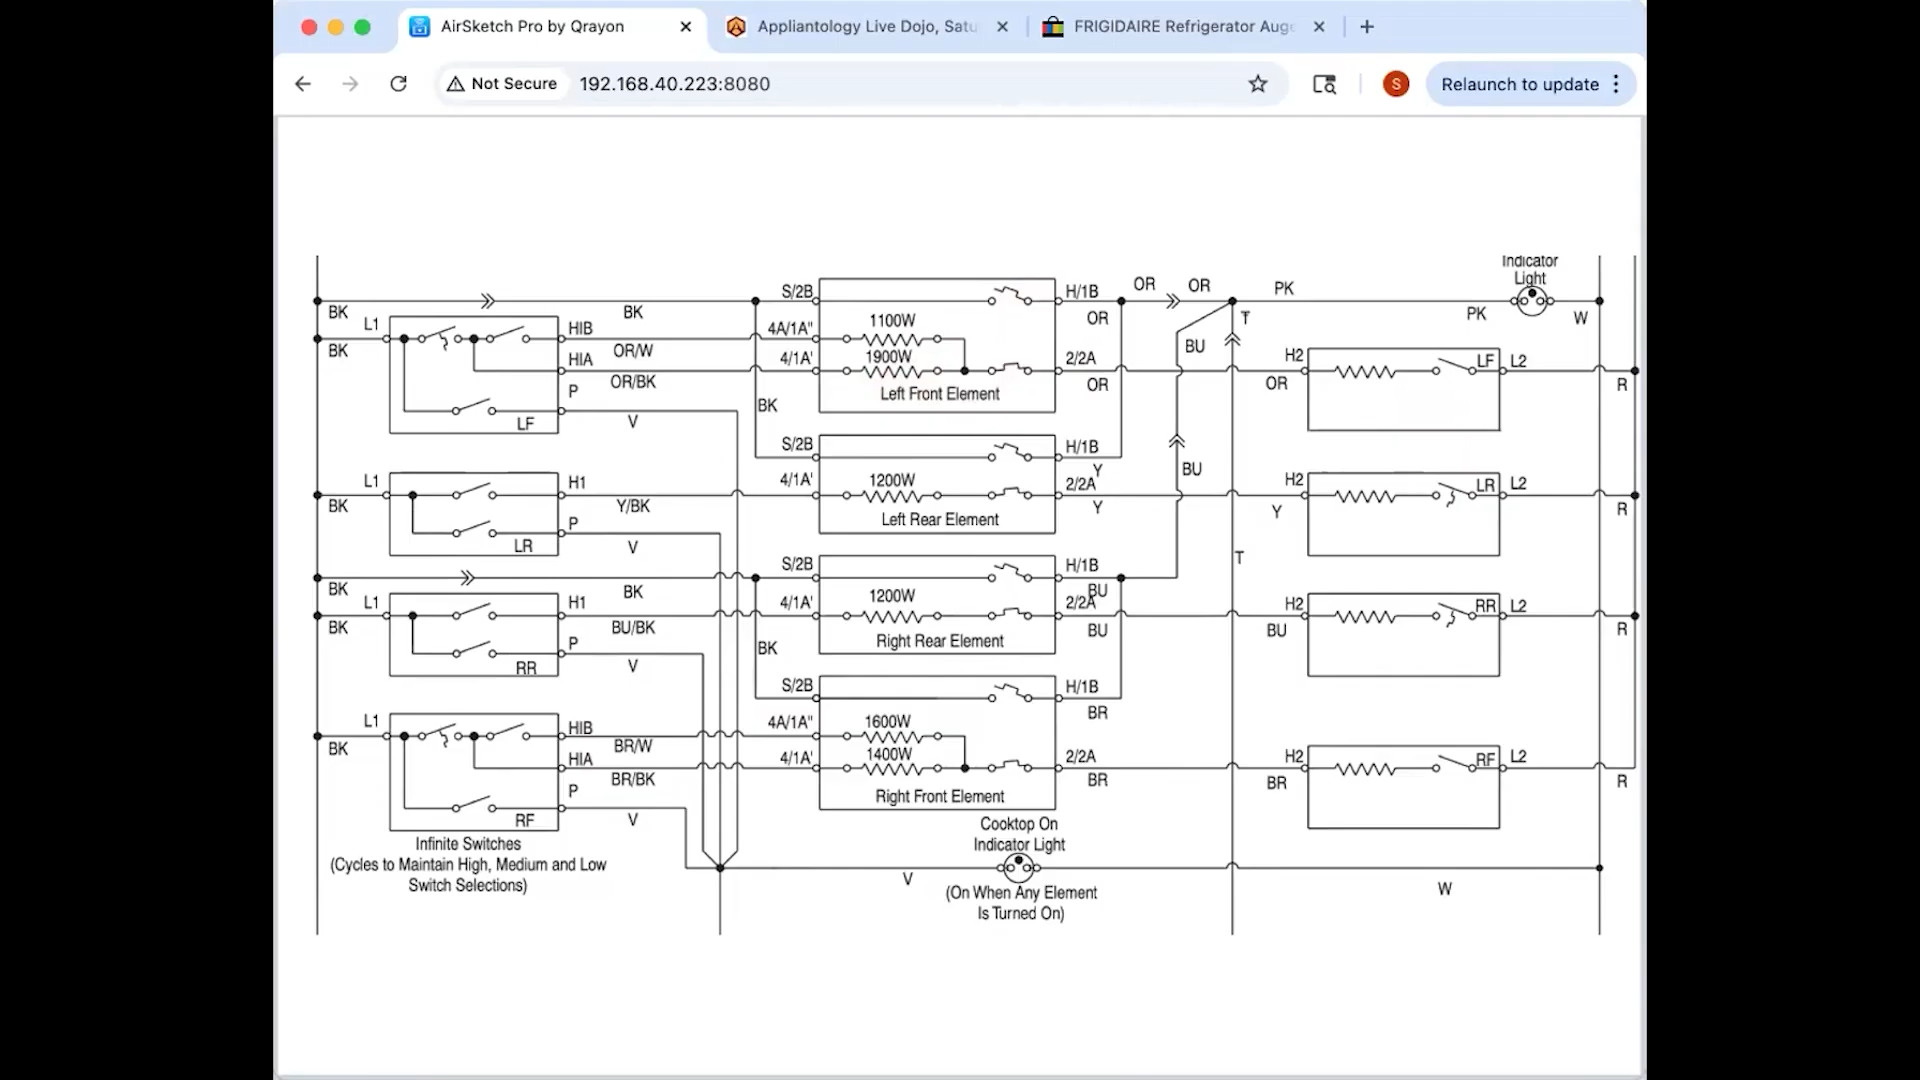 AirSketch Pro by Qrayon
Appliantology Live Dojo, Satu
FRIGIDAIRE Refrigerator Auge
Not Secure
192.168.40.223:8080
S
Relaunch to update
Indicator
Light
BK
BK
S/2B
H/1B
OR
OR
PK
OR
T
PK
W
L1
BK
HIB
OR/W
4A/1A"
1100W
HIA
OR/BK
4/1A'
1900W
2/2A
OR
BU
H2
OR
LF
L2
R
P
V
LF
BK
Left Front Element
S/2B
H/1B
Y
BU
L1
BK
H1
Y/BK
4/1A'
1200W
2/2A
Y
H2
Y
LR
L2
R
P
V
LR
Left Rear Element
T
BK
BK
S/2B
H/1B
BU
L1
BK
H1
BU/BK
4/1A'
1200W
2/2A
BU
H2
BU
RR
L2
R
P
V
RR
BK
Right Rear Element
S/2B
H/1B
BR
L1
BK
HIB
BR/W
4A/1A"
1600W
HIA
BR/BK
4/1A'
1400W
2/2A
BR
H2
BR
RF
L2
R
P
V
RF
Right Front Element
Infinite Switches
(Cycles to Maintain High, Medium and Low
Switch Selections)
Cooktop On
Indicator Light
V
W
(On When Any Element
Is Turned On)